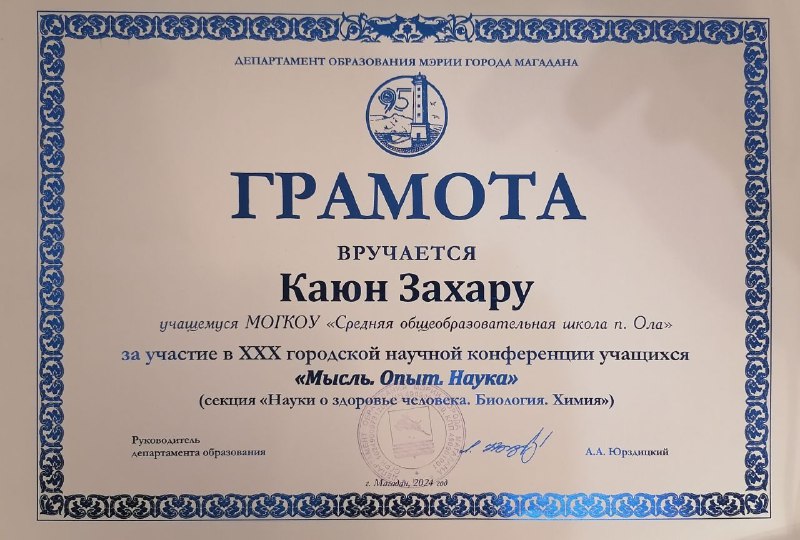 ДЕПАРТАМЕНТ ОБРАЗОВАНИЯ МЭРИИ ГОРОДА МАГАДАНА
95
ГРАМОТА
ВРУЧАЕТСЯ
Каюн Захару
учащемуся МОГКОУ «Средняя общеобразовательная школа п. Ола»
за участие в XXX городской научной конференции учащихся
«Мысль. Опыт. Наука»
(секция «Науки о здоровье человека. Биология. Химия»)
Руководитель
департамента образования
А.А. Юрздицкий
г. Магадан, 2024 год